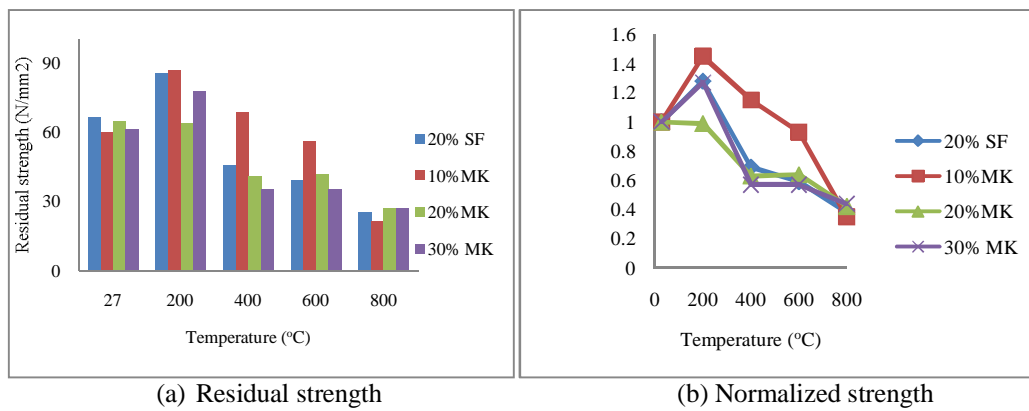 Residual strength (N/mm2)
90
60
30
0
27 200 400 600 800
Temperature (°C)
20% SF
10%MK
20%MK
30% MK
(a) Residual strength
1.6
1.4
1.2
1
0.8
0.6
0.4
0.2
0
0 200 400 600 800
Temperature (°C)
20% SF
10%MK
20%MK
30% MK
(b) Normalized strength